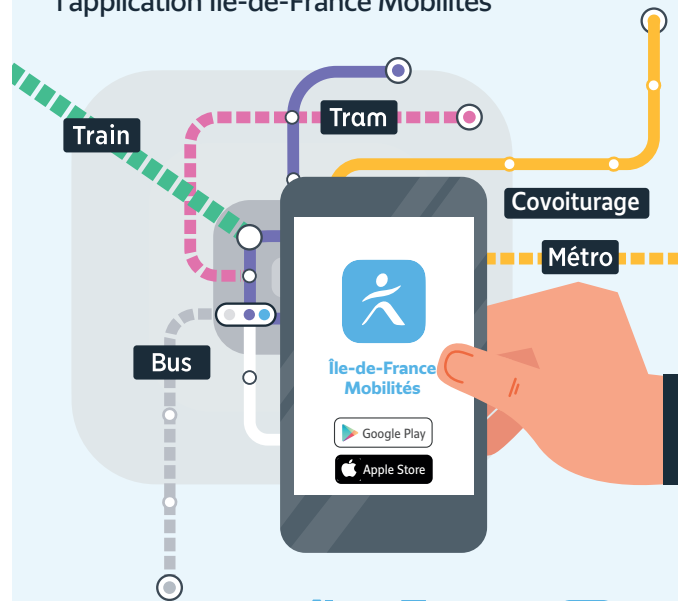 l'application Île-de-France Mobilités
Tram
Train
Covoiturage
Métro
Bus
Île-de-France
Mobilités
Google Play
Apple Store